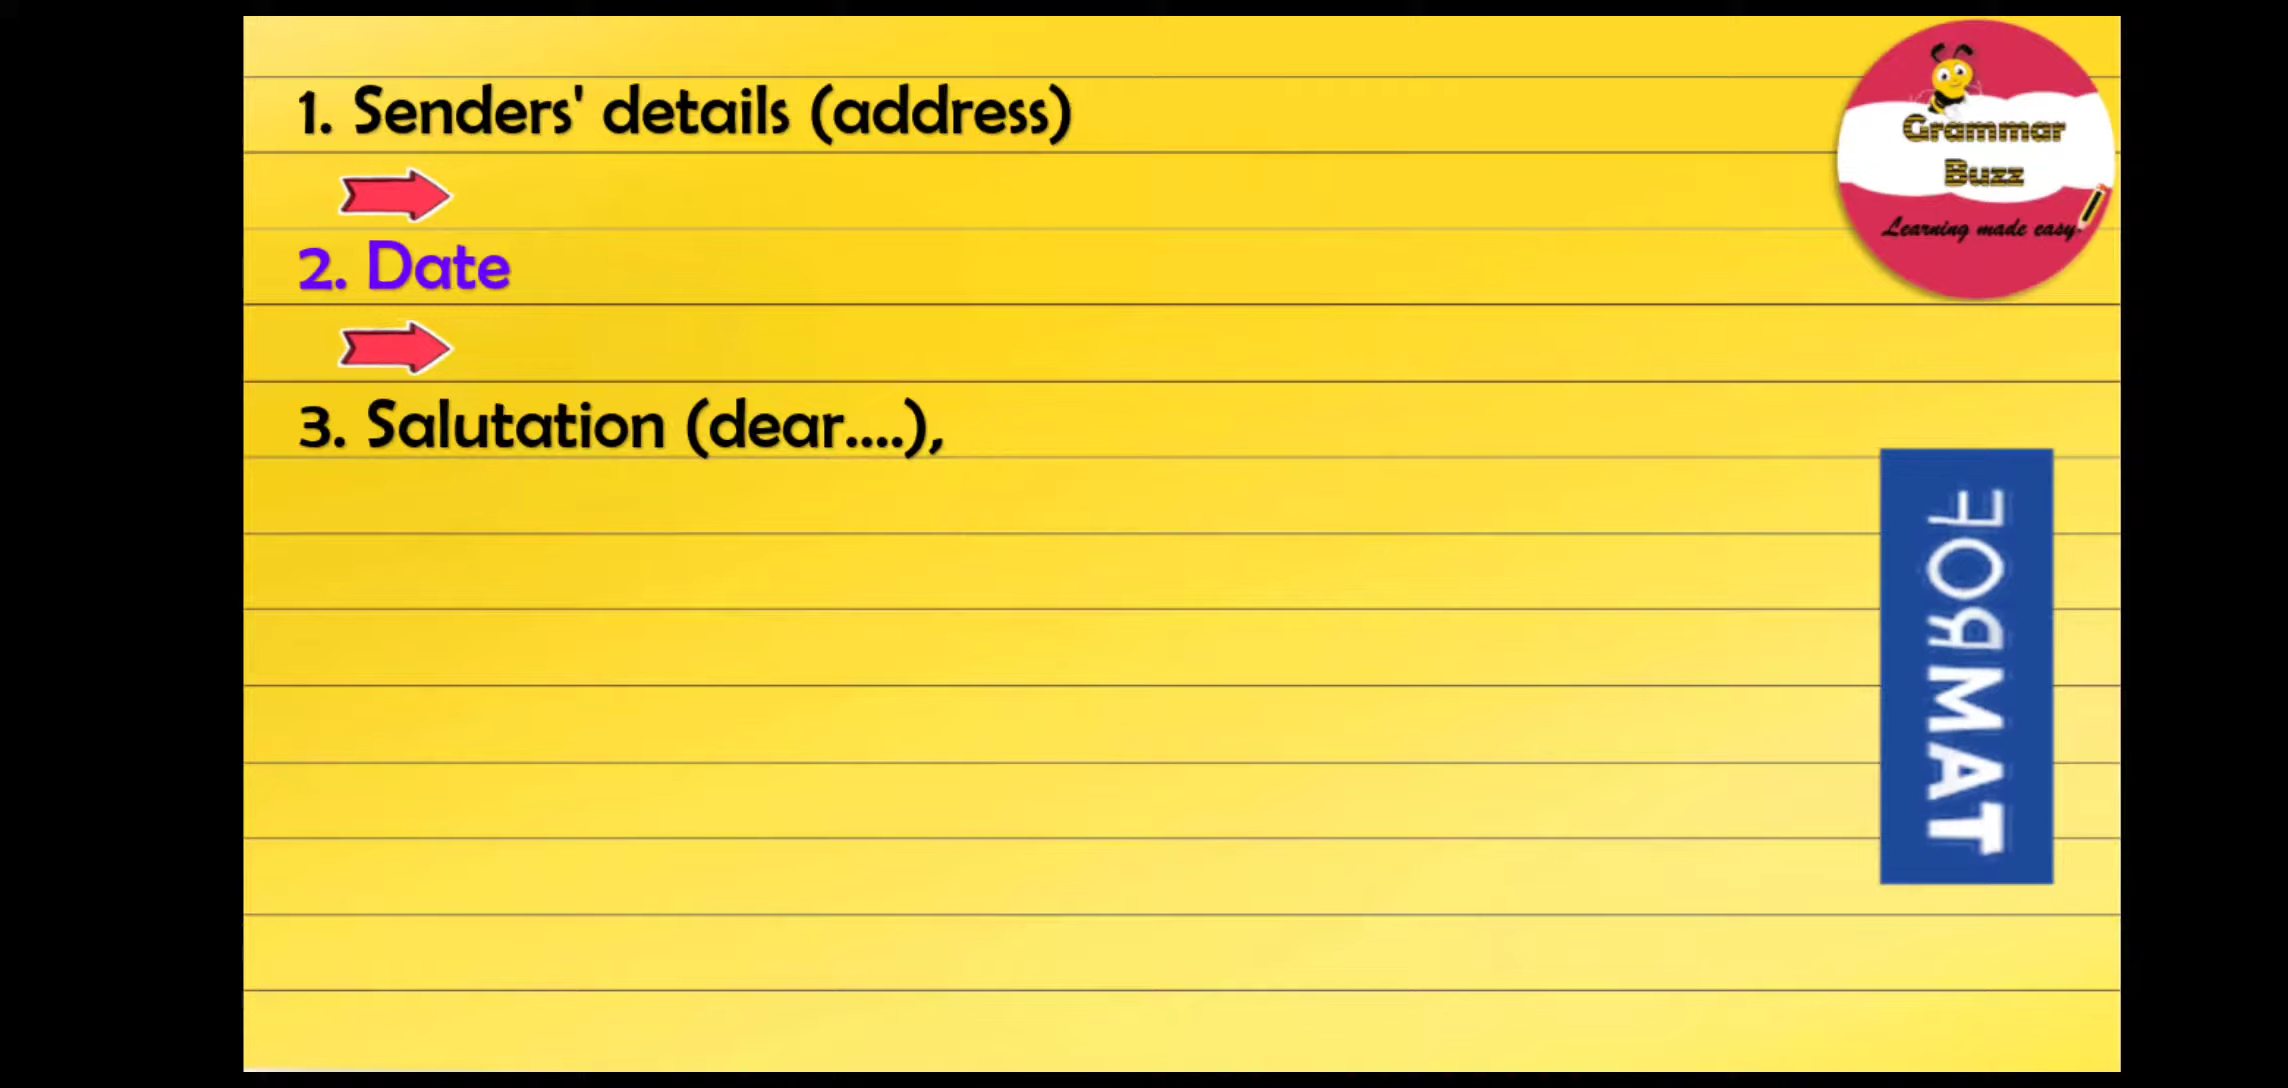 1. Senders' details (address)
2. Date
3. Salutation (dear....),
Grammar
Buzz
Learning made easy
FORMAT